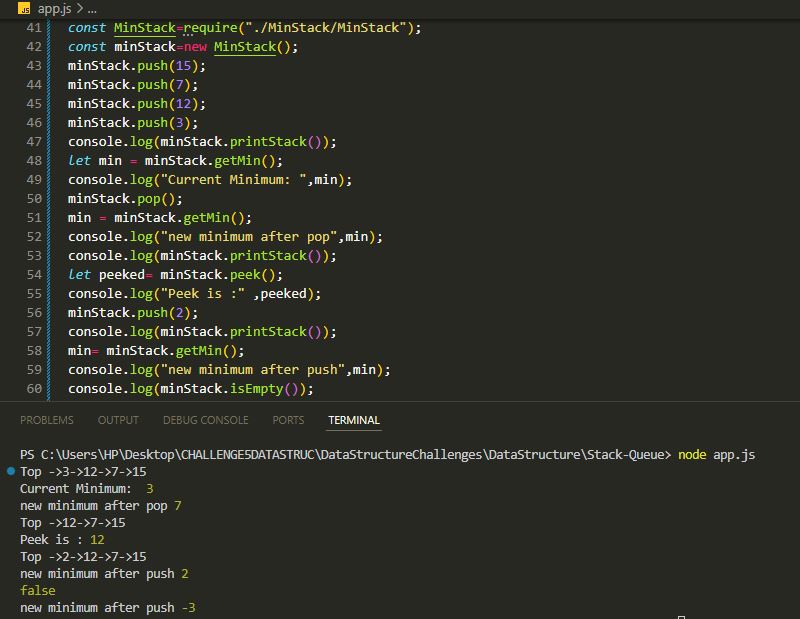 JS app.js > ...
41 const MinStack=require("./MinStack/MinStack");
42 const minStack=new MinStack();
43 minStack.push(15);
44 minStack.push(7);
45 minStack.push(12);
46 minStack.push(3);
47 console.log(minStack.printStack());
48 let min = minStack.getMin();
49 console.log("Current Minimum: ",min);
50 minStack.pop();
51 min = minStack.getMin();
52 console.log("new minimum after pop",min);
53 console.log(minStack.printStack());
54 let peeked= minStack.peek();
55 console.log("Peek is :" ,peeked);
56 minStack.push(2);
57 console.log(minStack.printStack());
58 min= minStack.getMin();
59 console.log("new minimum after push",min);
60 console.log(minStack.isEmpty());
PROBLEMS OUTPUT DEBUG CONSOLE PORTS TERMINAL
PS C:\Users\HP\Desktop\CHALLENGE5DATASTRUC\DataStructureChallenges\DataStructure\Stack-Queue> node app.js
Top ->3->12->7->15
Current Minimum:  3
new minimum after pop 7
Top ->12->7->15
Peek is : 12
Top ->2->12->7->15
new minimum after push 2
false
new minimum after push -3